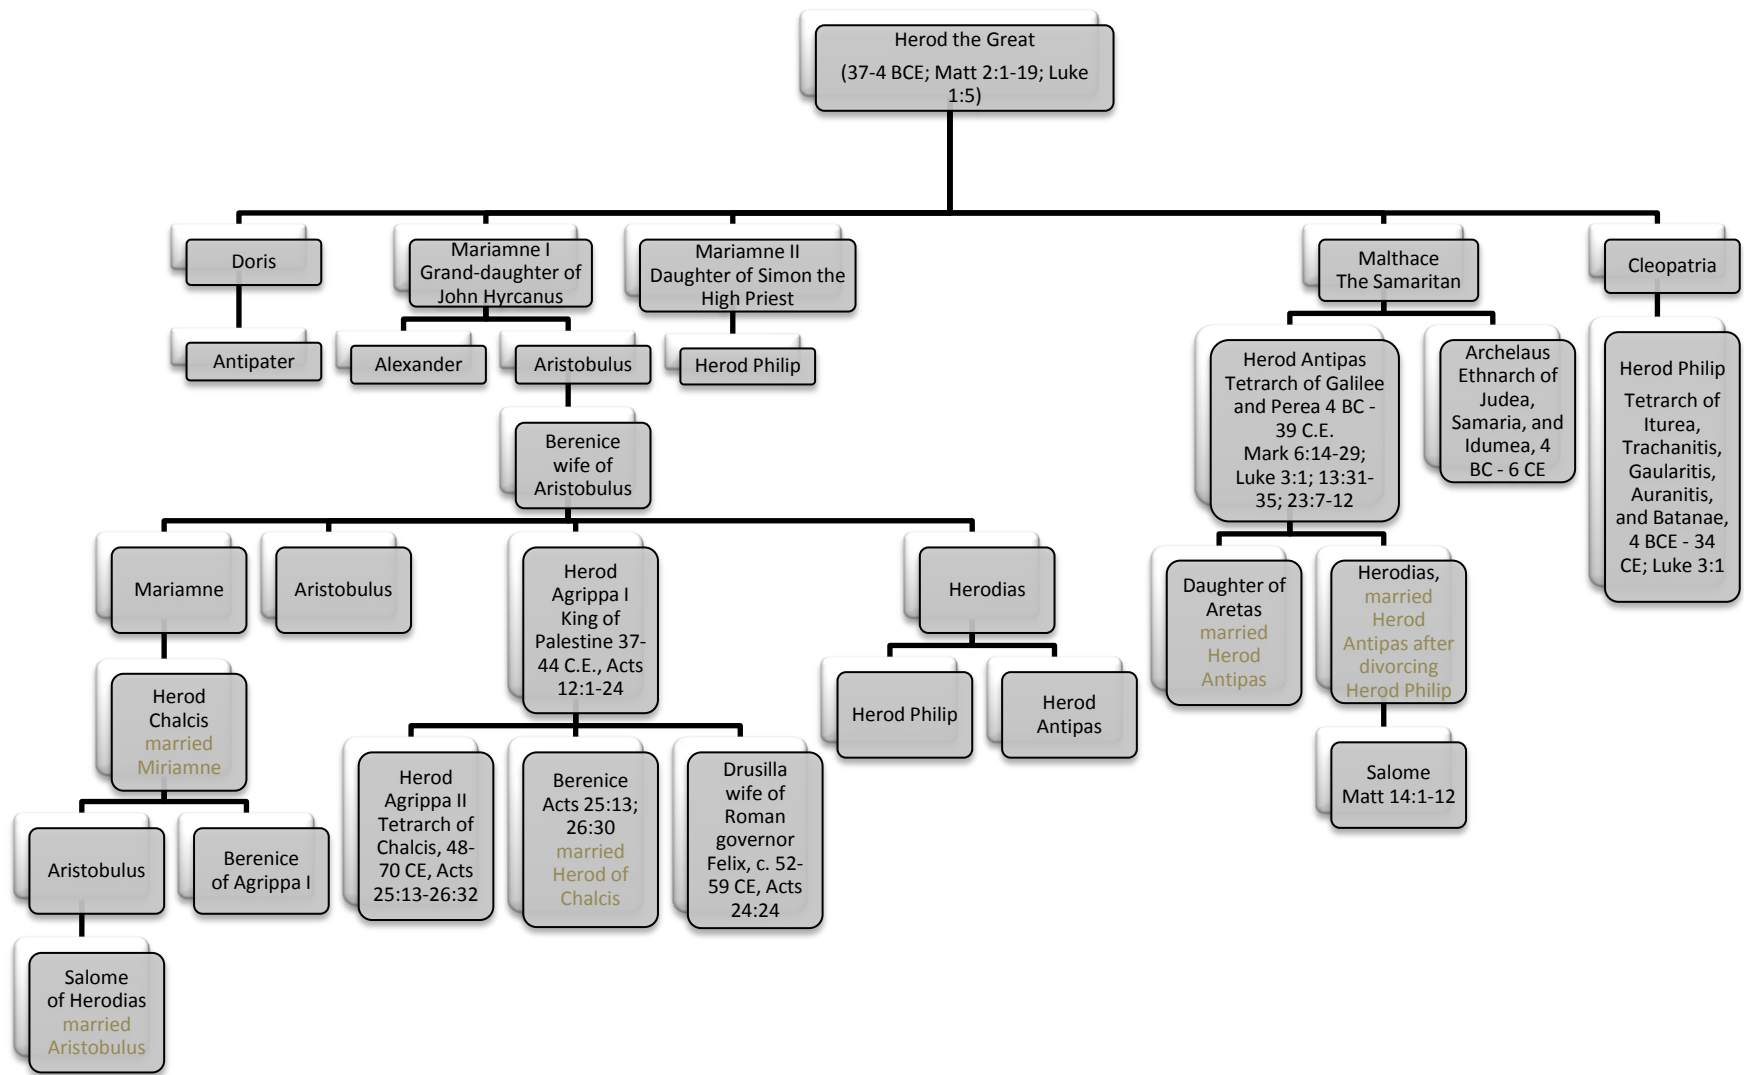 Herod the Great
(37-4 BCE; Matt 2:1-19; Luke
1:5)
Doris
Mariamne I
Grand-daughter of
John Hyrcanus
Mariamne II
Daughter of Simon the
High Priest
Malthace
The Samaritan
Cleopatria
Antipater
Alexander
Aristobulus
Herod Philip
Herod Antipas
Tetrarch of Galilee
and Perea 4 BC -
39 C.E.
Mark 6:14-29;
Luke 3:1; 13:31-
35; 23:7-12
Archelaus
Ethnarch of
Judea,
Samaria, and
Idumea, 4
BC - 6 CE
Herod Philip
Tetrarch of
Iturea,
Trachanitis,
Gaularitis,
Auranitis,
and Batanae,
4 BCE - 34
CE; Luke 3:1
Berenice
wife of
Aristobulus
Mariamne
Aristobulus
Herod
Agrippa I
King of
Palestine 37-
44 C.E., Acts
12:1-24
Herodias
Daughter of
Aretas
married
Herod
Antipas
Herodias,
married
Herod
Antipas after
divorcing
Herod Philip
Herod
Chalcis
married
Miriamne
Herod Philip
Herod
Antipas
Herod
Agrippa II
Tetrarch of
Chalcis, 48-
70 CE, Acts
25:13-26:32
Berenice
Acts 25:13;
26:30
married
Herod of
Chalcis
Drusilla
wife of
Roman
governor
Felix, c. 52-
59 CE, Acts
24:24
Salome
Matt 14:1-12
Aristobulus
Berenice
of Agrippa I
Salome
of Herodias
married
Aristobulus